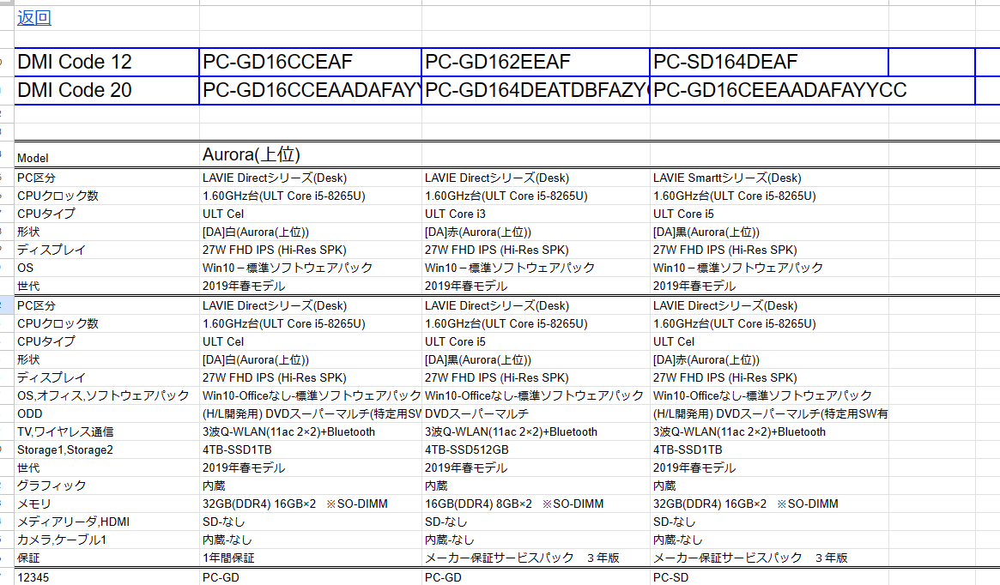 返回
DMI Code 12 PC-GD16CCEAF PC-GD162EEAF PC-SD164DEAF
DMI Code 20 PC-GD16CCEAADAFAYY PC-GD164DEATDBFAZY PC-GD16CEEAADAFAYYCC
Model Aurora(上位)
PC区分 LAVIE Directシリーズ(Desk) LAVIE Directシリーズ(Desk) LAVIE Smarttシリーズ(Desk)
CPUクロック数 1.60GHz台(ULT Core i5-8265U) 1.60GHz台(ULT Core i5-8265U) 1.60GHz台(ULT Core i5-8265U)
CPUタイプ ULT Cel ULT Core i3 ULT Core i5
形状 [DA]白(Aurora(上位)) [DA]赤(Aurora(上位)) [DA]黒(Aurora(上位))
ディスプレイ 27W FHD IPS (Hi-Res SPK) 27W FHD IPS (Hi-Res SPK) 27W FHD IPS (Hi-Res SPK)
OS Win10－標準ソフトウェアパック Win10－標準ソフトウェアパック Win10－標準ソフトウェアパック
世代 2019年春モデル 2019年春モデル 2019年春モデル
PC区分 LAVIE Directシリーズ(Desk) LAVIE Directシリーズ(Desk) LAVIE Directシリーズ(Desk)
CPUクロック数 1.60GHz台(ULT Core i5-8265U) 1.60GHz台(ULT Core i5-8265U) 1.60GHz台(ULT Core i5-8265U)
CPUタイプ ULT Cel ULT Core i5 ULT Cel
形状 [DA]白(Aurora(上位)) [DA]黒(Aurora(上位)) [DA]赤(Aurora(上位))
ディスプレイ 27W FHD IPS (Hi-Res SPK) 27W FHD IPS (Hi-Res SPK) 27W FHD IPS (Hi-Res SPK)
OS,オフィス,ソフトウェアパック Win10-Officeなし-標準ソフトウェアパック Win10-Officeなし-標準ソフトウェアパック Win10-Officeなし-標準ソフトウェアパック
ODD (H/L開発用) DVDスーパーマルチ(特定用SW DVDスーパーマルチ (H/L開発用) DVDスーパーマルチ(特定用SW有
TV,ワイヤレス通信 3波Q-WLAN(11ac 2×2)+Bluetooth 3波Q-WLAN(11ac 2×2)+Bluetooth 3波Q-WLAN(11ac 2×2)+Bluetooth
Storage1,Storage2 4TB-SSD1TB 4TB-SSD512GB 4TB-SSD1TB
世代 2019年春モデル 2019年春モデル 2019年春モデル
グラフィック 内蔵 内蔵 内蔵
メモリ 32GB(DDR4) 16GB×2　※SO-DIMM 16GB(DDR4) 8GB×2　※SO-DIMM 32GB(DDR4) 16GB×2　※SO-DIMM
メディアリーダ,HDMI SD-なし SD-なし SD-なし
カメラ,ケーブル1 内蔵-なし 内蔵-なし 内蔵-なし
保証 1年間保証 メーカー保証サービスパック　３年版 メーカー保証サービスパック　３年版
12345 PC-GD PC-GD PC-SD